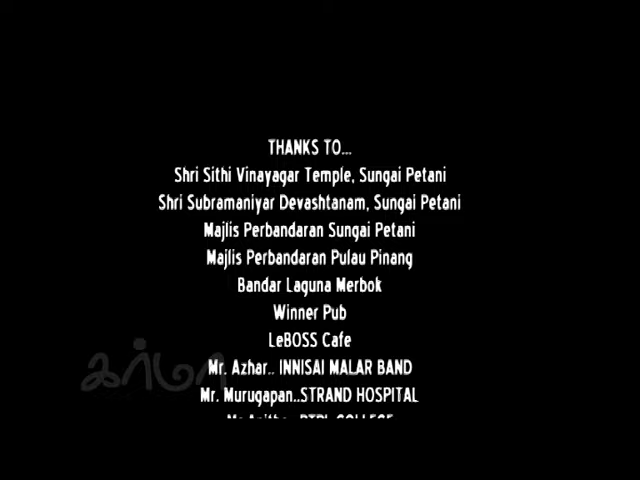 THANKS TO...
Shri Sithi Vinayagar Temple, Sungai Petani
Shri Subramaniyar Devashtanam, Sungai Petani
Majlis Perbandaran Sungai Petani
Majlis Perbandaran Pulau Pinang
Bandar Laguna Merbok
Winner Pub
LeBOSS Cafe
Mr. Azhar.. INNISAI MALAR BAND
கர்மா
Mr. Murugapan..STRAND HOSPITAL